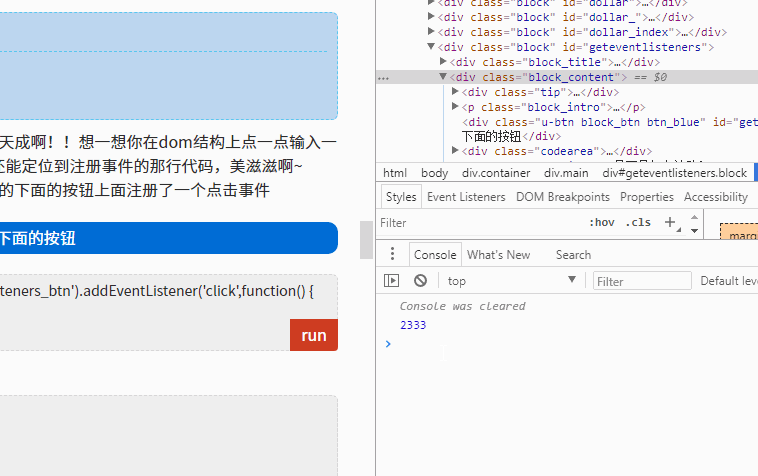 天成啊！！想一想你在dom结构上点一点输入一
还能定位到注册事件的那行代码，美滋滋啊~
的下面的按钮上面注册了一个点击事件
下面的按钮
teners_btn').addEventListener('click',function() {
run
▶<div class="block" id="dollar">…</div>
▶<div class="block" id="dollar_">…</div>
▶<div class="block" id="dollar_index">…</div>
▼<div class="block" id="geteventlisteners">
▶<div class="block_title">…</div>
… ▼<div class="block_content"> == $0
▶<div class="tip">…</div>
▶<p class="block_intro">…</p>
<div class="u-btn block_btn btn_blue" id="get
下面的按钮</div>
▶<div class="codearea">…</div>
html body div.container div.main div#geteventlisteners.block
Styles Event Listeners DOM Breakpoints Properties Accessibility
Filter :hov .cls +
marg
Console What's New Search
top ▼ Filter Default leve
Console was cleared
2333
>